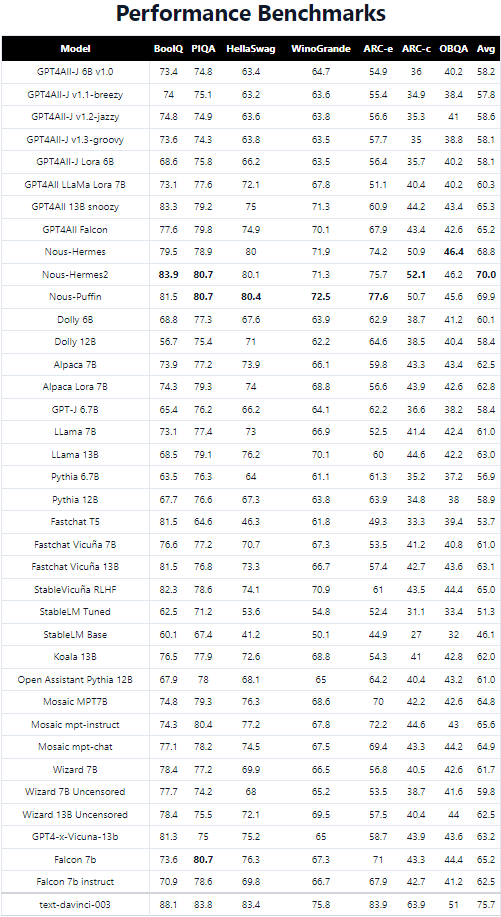 Performance Benchmarks
Model BoolQ PIQA HellaSwag WinoGrande ARC-e ARC-c OBQA Avg
GPT4All-J 6B v1.0 73.4 74.8 63.4 64.7 54.9 36 40.2 58.2
GPT4All-J v1.1-breezy 74 75.1 63.2 63.6 55.4 34.9 38.4 57.8
GPT4All-J v1.2-jazzy 74.8 74.9 63.6 63.8 56.6 35.3 41 58.6
GPT4All-J v1.3-groovy 73.6 74.3 63.8 63.5 57.7 35 38.8 58.1
GPT4All-J Lora 6B 68.6 75.8 66.2 63.5 56.4 35.7 40.2 58.1
GPT4All LLaMa Lora 7B 73.1 77.6 72.1 67.8 51.1 40.4 40.2 60.3
GPT4All 13B snoozy 83.3 79.2 75 71.3 60.9 44.2 43.4 65.3
GPT4All Falcon 77.6 79.8 74.9 70.1 67.9 43.4 42.6 65.2
Nous-Hermes 79.5 78.9 80 71.9 74.2 50.9 46.4 68.8
Nous-Hermes2 83.9 80.7 80.1 71.3 75.7 52.1 46.2 70.0
Nous-Puffin 81.5 80.7 80.4 72.5 77.6 50.7 45.6 69.9
Dolly 6B 68.8 77.3 67.6 63.9 62.9 38.7 41.2 60.1
Dolly 12B 56.7 75.4 71 62.2 64.6 38.5 40.4 58.4
Alpaca 7B 73.9 77.2 73.9 66.1 59.8 43.3 43.4 62.5
Alpaca Lora 7B 74.3 79.3 74 68.8 56.6 43.9 42.6 62.8
GPT-J 6.7B 65.4 76.2 66.2 64.1 62.2 36.6 38.2 58.4
LLama 7B 73.1 77.4 73 66.9 52.5 41.4 42.4 61.0
LLama 13B 68.5 79.1 76.2 70.1 60 44.6 42.2 63.0
Pythia 6.7B 63.5 76.3 64 61.1 61.3 35.2 37.2 56.9
Pythia 12B 67.7 76.6 67.3 63.8 63.9 34.8 38 58.9
Fastchat T5 81.5 64.6 46.3 61.8 49.3 33.3 39.4 53.7
Fastchat Vicuña 7B 76.6 77.2 70.7 67.3 53.5 41.2 40.8 61.0
Fastchat Vicuña 13B 81.5 76.8 73.3 66.7 57.4 42.7 43.6 63.1
StableVicuña RLHF 82.3 78.6 74.1 70.9 61 43.5 44.4 65.0
StableLM Tuned 62.5 71.2 53.6 54.8 52.4 31.1 33.4 51.3
StableLM Base 60.1 67.4 41.2 50.1 44.9 27 32 46.1
Koala 13B 76.5 77.9 72.6 68.8 54.3 41 42.8 62.0
Open Assistant Pythia 12B 67.9 78 68.1 65 64.2 40.4 43.2 61.0
Mosaic MPT7B 74.8 79.3 76.3 68.6 70 42.2 42.6 64.8
Mosaic mpt-instruct 74.3 80.4 77.2 67.8 72.2 44.6 43 65.6
Mosaic mpt-chat 77.1 78.2 74.5 67.5 69.4 43.3 44.2 64.9
Wizard 7B 78.4 77.2 69.9 66.5 56.8 40.5 42.6 61.7
Wizard 7B Uncensored 77.7 74.2 68 65.2 53.5 38.7 41.6 59.8
Wizard 13B Uncensored 78.4 75.5 72.1 69.5 57.5 40.4 44 62.5
GPT4-x-Vicuna-13b 81.3 75 75.2 65 58.7 43.9 43.6 63.2
Falcon 7b 73.6 80.7 76.3 67.3 71 43.3 44.4 65.2
Falcon 7b instruct 70.9 78.6 69.8 66.7 67.9 42.7 41.2 62.5
text-davinci-003 88.1 83.8 83.4 75.8 83.9 63.9 51 75.7